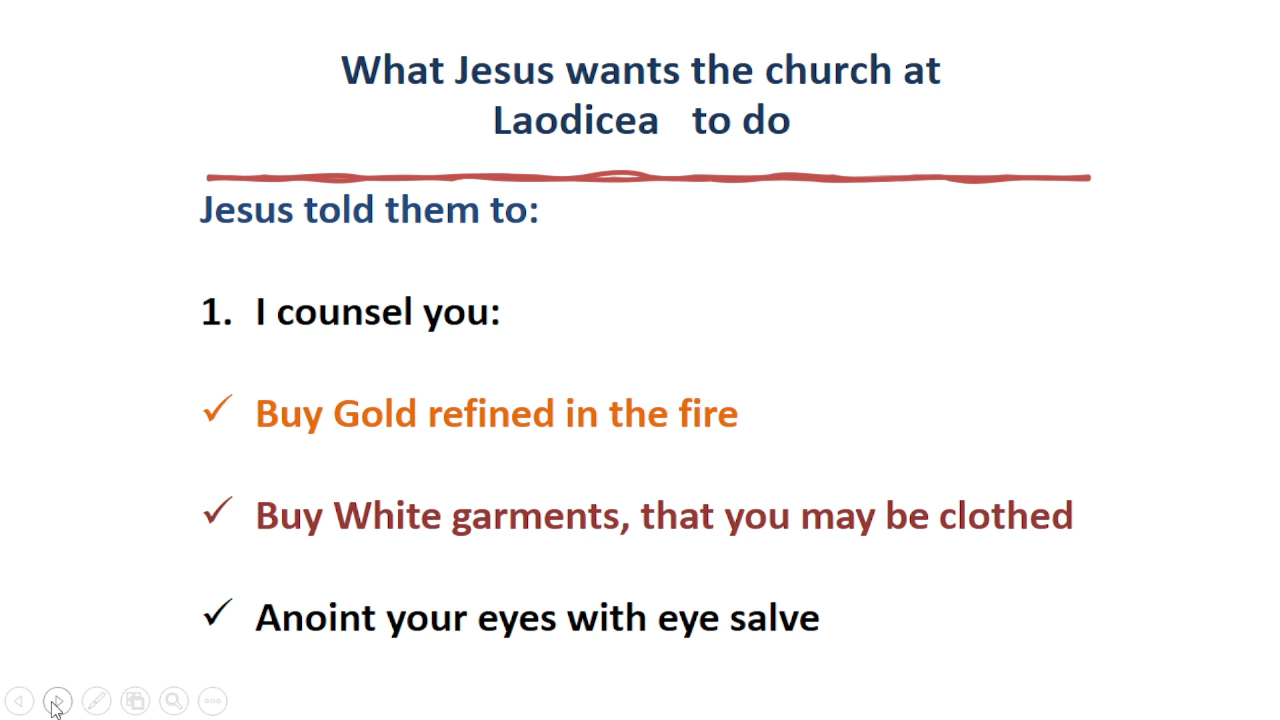 What Jesus wants the church at
Laodicea to do
Jesus told them to:
1. I counsel you:
✓ Buy Gold refined in the fire
✓ Buy White garments, that you may be clothed
✓ Anoint your eyes with eye salve